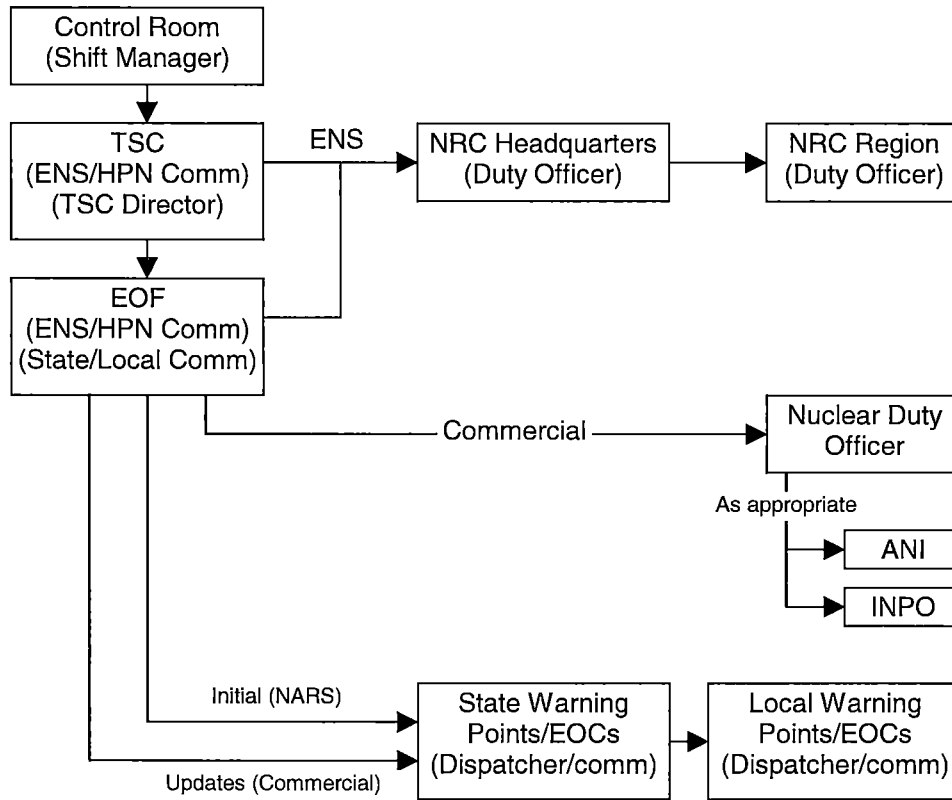 Control Room
(Shift Manager)
TSC
(ENS/HPN Comm)
(TSC Director)
ENS
NRC Headquarters
(Duty Officer)
NRC Region
(Duty Officer)
EOF
(ENS/HPN Comm)
(State/Local Comm)
Commercial
Nuclear Duty
Officer
As appropriate
ANI
INPO
Initial (NARS)
Updates (Commercial)
State Warning
Points/EOCs
(Dispatcher/comm)
Local Warning
Points/EOCs
(Dispatcher/comm)